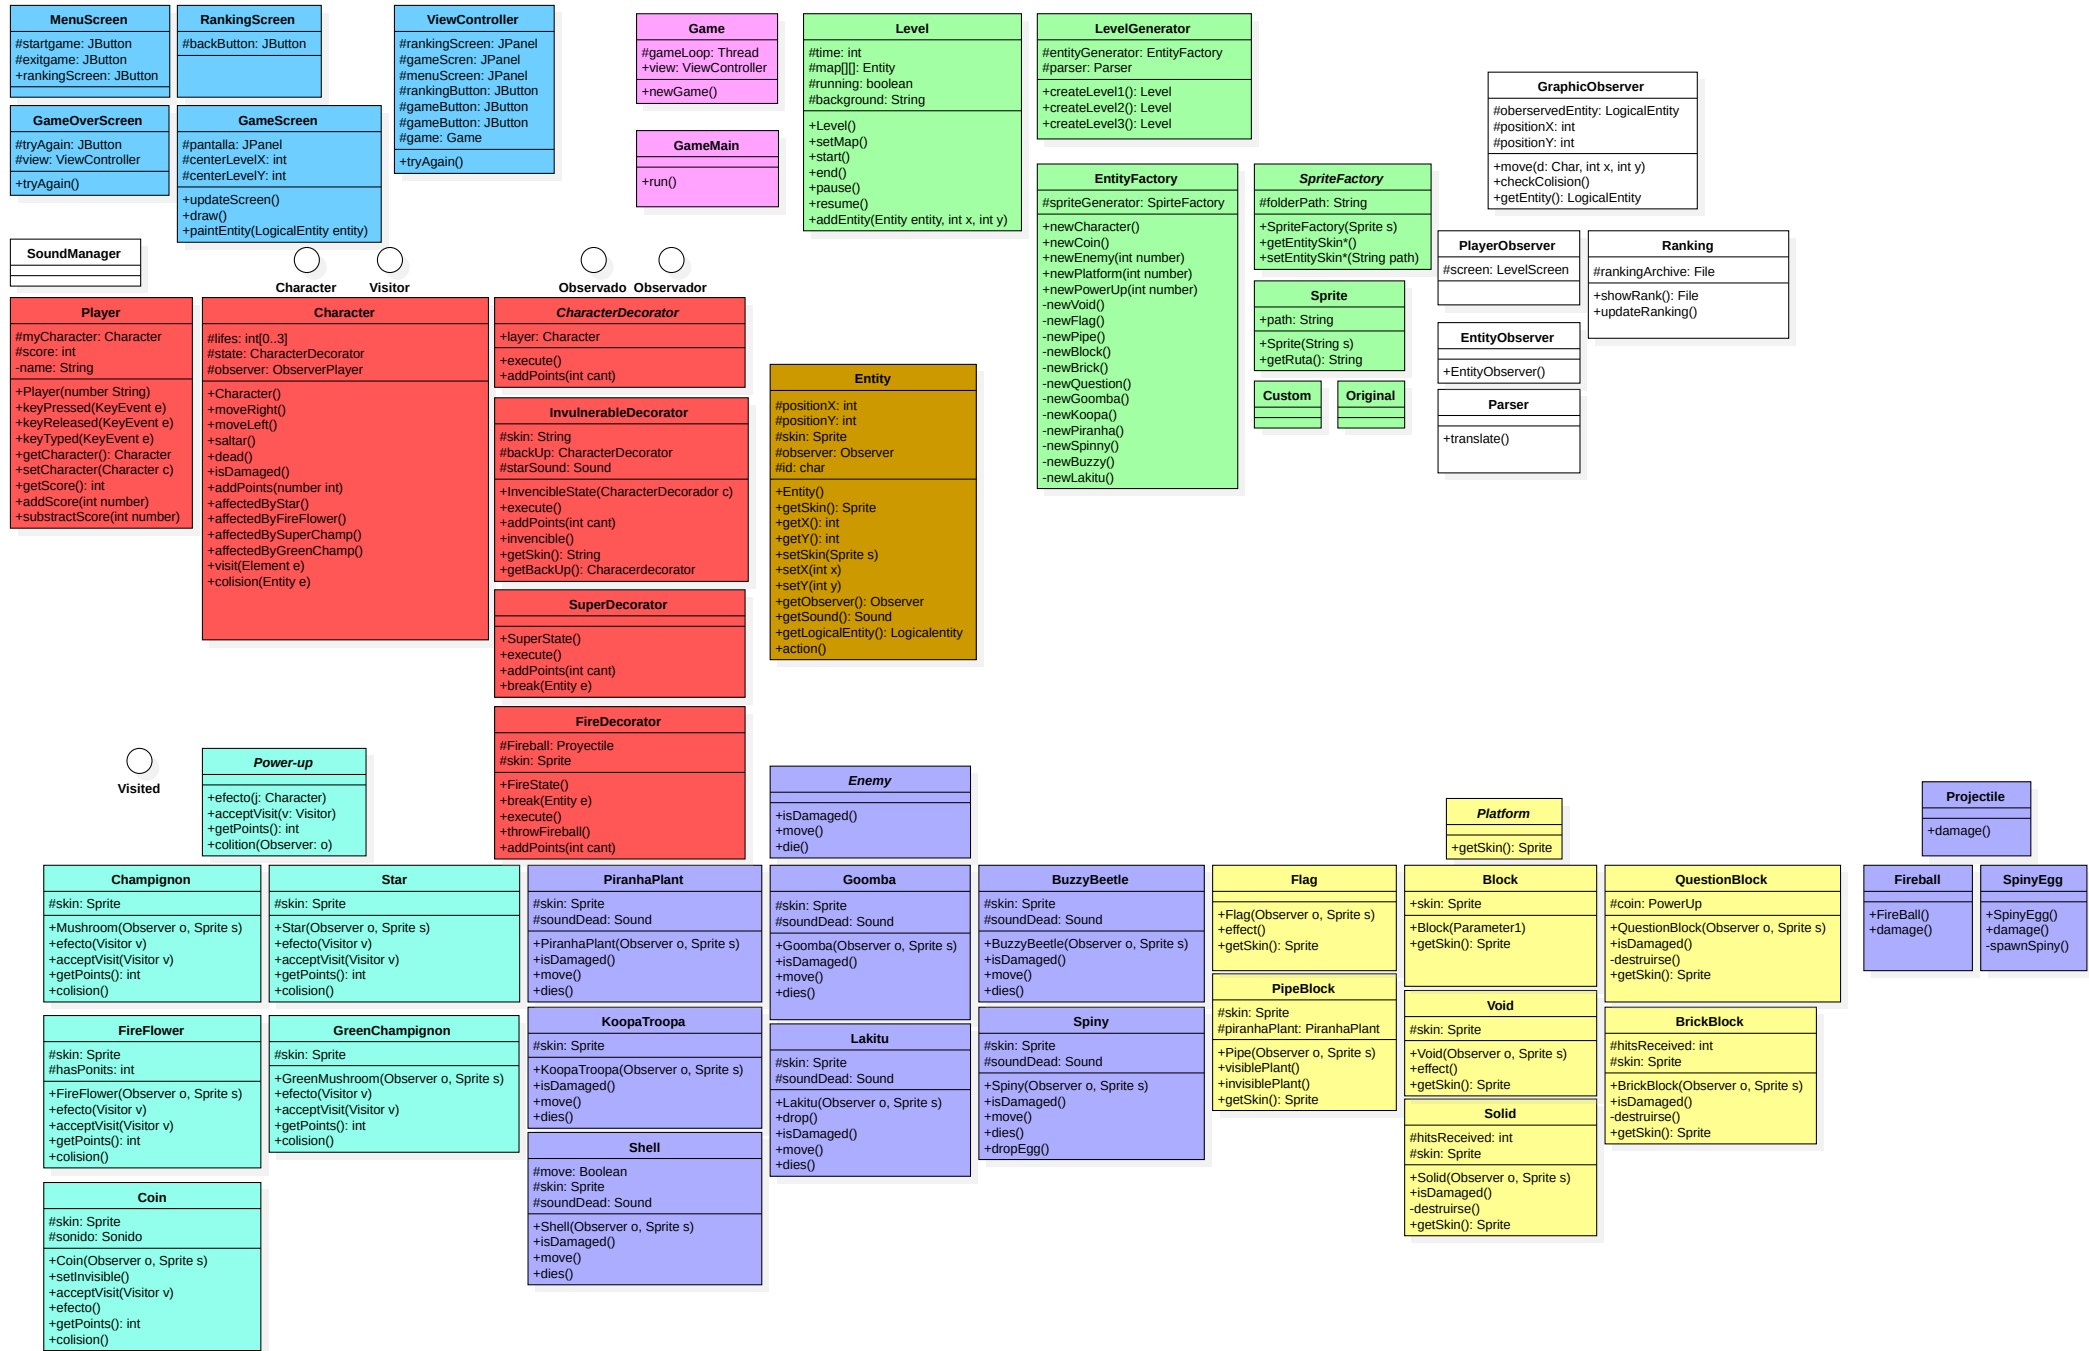 MenuScreen
#startgame: JButton
#exitgame: JButton
+rankingScreen: JButton
RankingScreen
#backButton: JButton
ViewController
#rankingScreen: JPanel
#gameScren: JPanel
#menuScreen: JPanel
#rankingButton: JButton
#gameButton: JButton
#gameButton: JButton
#game: Game
+tryAgain()
Game
#gameLoop: Thread
+view: ViewController
+newGame()
Level
#time: int
#map[][]: Entity
#running: boolean
#background: String
+Level()
+setMap()
+start()
+end()
+pause()
+resume()
+addEntity(Entity entity, int x, int y)
LevelGenerator
#entityGenerator: EntityFactory
#parser: Parser
+createLevel1(): Level
+createLevel2(): Level
+createLevel3(): Level
GraphicObserver
#oberservedEntity: LogicalEntity
#positionX: int
#positionY: int
+move(d: Char, int x, int y)
+checkColision()
+getEntity(): LogicalEntity
GameOverScreen
#tryAgain: JButton
#view: ViewController
+tryAgain()
GameScreen
#pantalla: JPanel
#centerLevelX: int
#centerLevelY: int
+updateScreen()
+draw()
+paintEntity(LogicalEntity entity)
GameMain
+run()
EntityFactory
#spriteGenerator: SpirteFactory
+newCharacter()
+newCoin()
+newEnemy(int number)
+newPlatform(int number)
+newPowerUp(int number)
-newVoid()
-newFlag()
-newPipe()
-newBlock()
-newBrick()
-newQuestion()
-newGoomba()
-newKoopa()
-newPiranha()
-newSpinny()
-newBuzzy()
-newLakitu()
SpriteFactory
#folderPath: String
+SpriteFactory(Sprite s)
+getEntitySkin*()
+setEntitySkin*(String path)
PlayerObserver
#screen: LevelScreen
Ranking
#rankingArchive: File
+showRank(): File
+updateRanking()
SoundManager
Character
Visitor
Observado
Observador
Sprite
+path: String
+Sprite(String s)
+getRuta(): String
EntityObserver
+EntityObserver()
Custom
Original
Parser
+translate()
Player
#myCharacter: Character
#score: int
-name: String
+Player(number String)
+keyPressed(KeyEvent e)
+keyReleased(KeyEvent e)
+keyTyped(KeyEvent e)
+getCharacter(): Character
+setCharacter(Character c)
+getScore(): int
+addScore(int number)
+substractScore(int number)
Character
#lifes: int[0..3]
#state: CharacterDecorator
#observer: ObserverPlayer
+Character()
+moveRight()
+moveLeft()
+saltar()
+dead()
+isDamaged()
+addPoints(number int)
+affectedByStar()
+affectedByFireFlower()
+affectedBySuperChamp()
+affectedByGreenChamp()
+visit(Element e)
+colision(Entity e)
CharacterDecorator
+layer: Character
+execute()
+addPoints(int cant)
InvulnerableDecorator
#skin: String
#backUp: CharacterDecorator
#starSound: Sound
+InvencibleState(CharacterDecorador c)
+execute()
+addPoints(int cant)
+invencible()
+getSkin(): String
+getBackUp(): Characerdecorator
SuperDecorator
+SuperState()
+execute()
+addPoints(int cant)
+break(Entity e)
FireDecorator
#Fireball: Proyectile
#skin: Sprite
+FireState()
+break(Entity e)
+execute()
+throwFireball()
+addPoints(int cant)
Entity
#positionX: int
#positionY: int
#skin: Sprite
#observer: Observer
#id: char
+Entity()
+getSkin(): Sprite
+getX(): int
+getY(): int
+setSkin(Sprite s)
+setX(int x)
+setY(int y)
+getObserver(): Observer
+getSound(): Sound
+getLogicalEntity(): Logicalentity
+action()
Visited
Power-up
+efecto(j: Character)
+acceptVisit(v: Visitor)
+getPoints(): int
+colition(Observer: o)
Enemy
+isDamaged()
+move()
+die()
Platform
+getSkin(): Sprite
Projectile
+damage()
Champignon
#skin: Sprite
+Mushroom(Observer o, Sprite s)
+efecto(Visitor v)
+acceptVisit(Visitor v)
+getPoints(): int
+colision()
Star
#skin: Sprite
+Star(Observer o, Sprite s)
+efecto(Visitor v)
+acceptVisit(Visitor v)
+getPoints: int
+colision()
PiranhaPlant
#skin: Sprite
#soundDead: Sound
+PiranhaPlant(Observer o, Sprite s)
+isDamaged()
+move()
+dies()
Goomba
#skin: Sprite
#soundDead: Sound
+Goomba(Observer o, Sprite s)
+isDamaged()
+move()
+dies()
BuzzyBeetle
#skin: Sprite
#soundDead: Sound
+BuzzyBeetle(Observer o, Sprite s)
+isDamaged()
+move()
+dies()
Flag
+Flag(Observer o, Sprite s)
+effect()
+getSkin(): Sprite
Block
+skin: Sprite
+Block(Parameter1)
+getSkin(): Sprite
QuestionBlock
#coin: PowerUp
+QuestionBlock(Observer o, Sprite s)
+isDamaged()
-destruirse()
+getSkin(): Sprite
Fireball
+FireBall()
+damage()
SpinyEgg
+SpinyEgg()
+damage()
-spawnSpiny()
FireFlower
#skin: Sprite
#hasPonits: int
+FireFlower(Observer o, Sprite s)
+efecto(Visitor v)
+acceptVisit(Visitor v)
+getPoints(): int
+colision()
GreenChampignon
#skin: Sprite
+GreenMushroom(Observer o, Sprite s)
+efecto(Visitor v)
+acceptVisit(Visitor v)
+getPoints(): int
+colision()
KoopaTroopa
#skin: Sprite
+KoopaTroopa(Observer o, Sprite s)
+isDamaged()
+move()
+dies()
Lakitu
#skin: Sprite
#soundDead: Sound
+Lakitu(Observer o, Sprite s)
+drop()
+isDamaged()
+move()
+dies()
Spiny
#skin: Sprite
#soundDead: Sound
+Spiny(Observer o, Sprite s)
+isDamaged()
+move()
+dies()
+dropEgg()
PipeBlock
#skin: Sprite
#piranhaPlant: PiranhaPlant
+Pipe(Observer o, Sprite s)
+visiblePlant()
+invisiblePlant()
+getSkin(): Sprite
Void
#skin: Sprite
+Void(Observer o, Sprite s)
+effect()
+getSkin(): Sprite
BrickBlock
#hitsReceived: int
#skin: Sprite
+BrickBlock(Observer o, Sprite s)
+isDamaged()
-destruirse()
+getSkin(): Sprite
Solid
#hitsReceived: int
#skin: Sprite
+Solid(Observer o, Sprite s)
+isDamaged()
-destruirse()
+getSkin(): Sprite
Shell
#move: Boolean
#skin: Sprite
#soundDead: Sound
+Shell(Observer o, Sprite s)
+isDamaged()
+move()
+dies()
Coin
#skin: Sprite
#sonido: Sonido
+Coin(Observer o, Sprite s)
+setInvisible()
+acceptVisit(Visitor v)
+efecto()
+getPoints(): int
+colision()